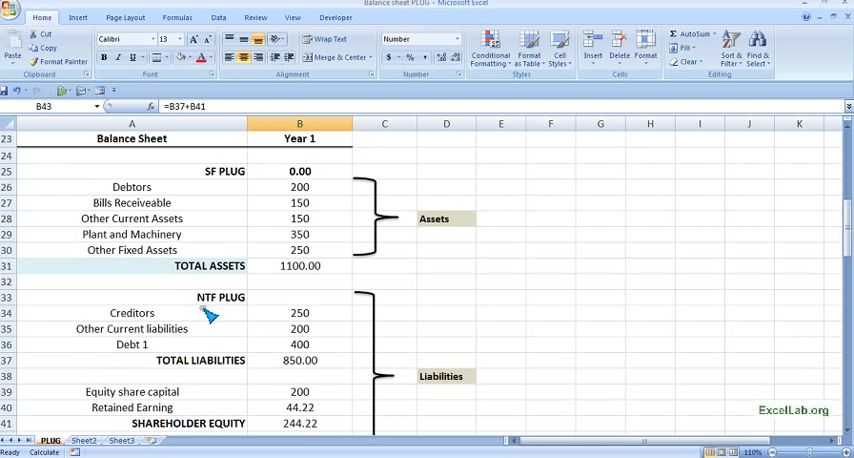 Balance sheet PLUG - Microsoft Excel
Home Insert Page Layout Formulas Data Review View Developer
Paste
Cut
Copy
Format Painter
Clipboard
Calibri 13
B I U
Font
Wrap Text
Merge & Center
Alignment
Number
$ % ,
Number
Conditional Formatting
Format as Table
Cell Styles
Styles
Insert Delete Format
Cells
AutoSum
Fill
Clear
Sort & Filter
Find & Select
Editing
B43 fx =B37+B41
A B C D E F G H I J K
23 Balance Sheet Year 1
24
25 SF PLUG 0.00
26 Debtors 200
27 Bills Receiveable 150
28 Other Current Assets 150 Assets
29 Plant and Machinery 350
30 Other Fixed Assets 250
31 TOTAL ASSETS 1100.00
32
33 NTF PLUG
34 Creditors 250
35 Other Current liabilities 200
36 Debt 1 400
37 TOTAL LIABILITIES 850.00
38 Liabilities
39 Equity share capital 200
40 Retained Earning 44.22
41 SHAREHOLDER EQUITY 244.22
ExcelLab.org
PLUG Sheet2 Sheet3
Ready Calculate 110%